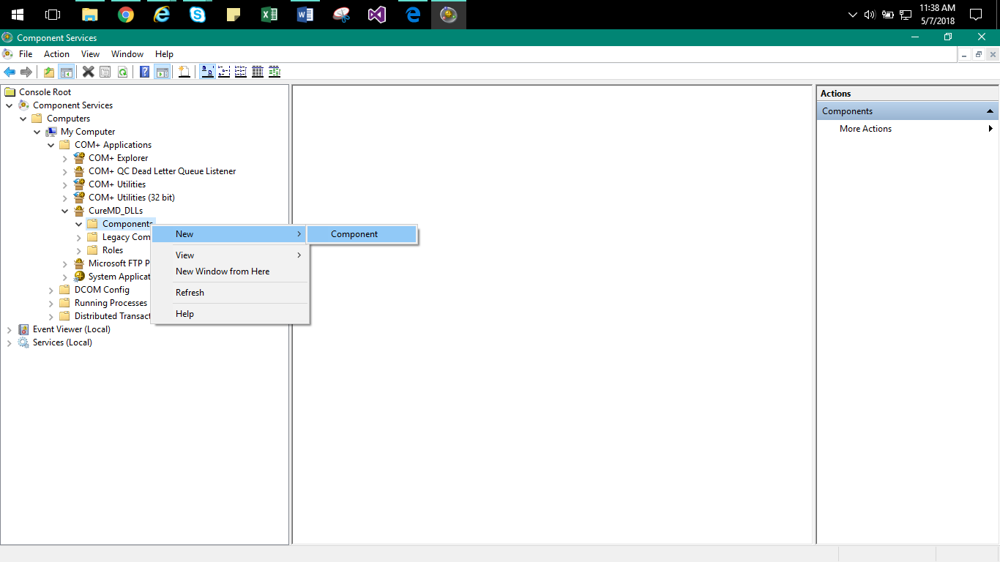 11:38 AM
5/7/2018
Component Services
File Action View Window Help
Console Root
Component Services
Computers
My Computer
COM+ Applications
COM+ Explorer
COM+ QC Dead Letter Queue Listener
COM+ Utilities
COM+ Utilities (32 bit)
CureMD_DLLs
Components
Legacy Com
Roles
Microsoft FTP P
System Applicat
DCOM Config
Running Processes
Distributed Transact
Event Viewer (Local)
Services (Local)
New
View
New Window from Here
Refresh
Help
Component
Actions
Components
More Actions